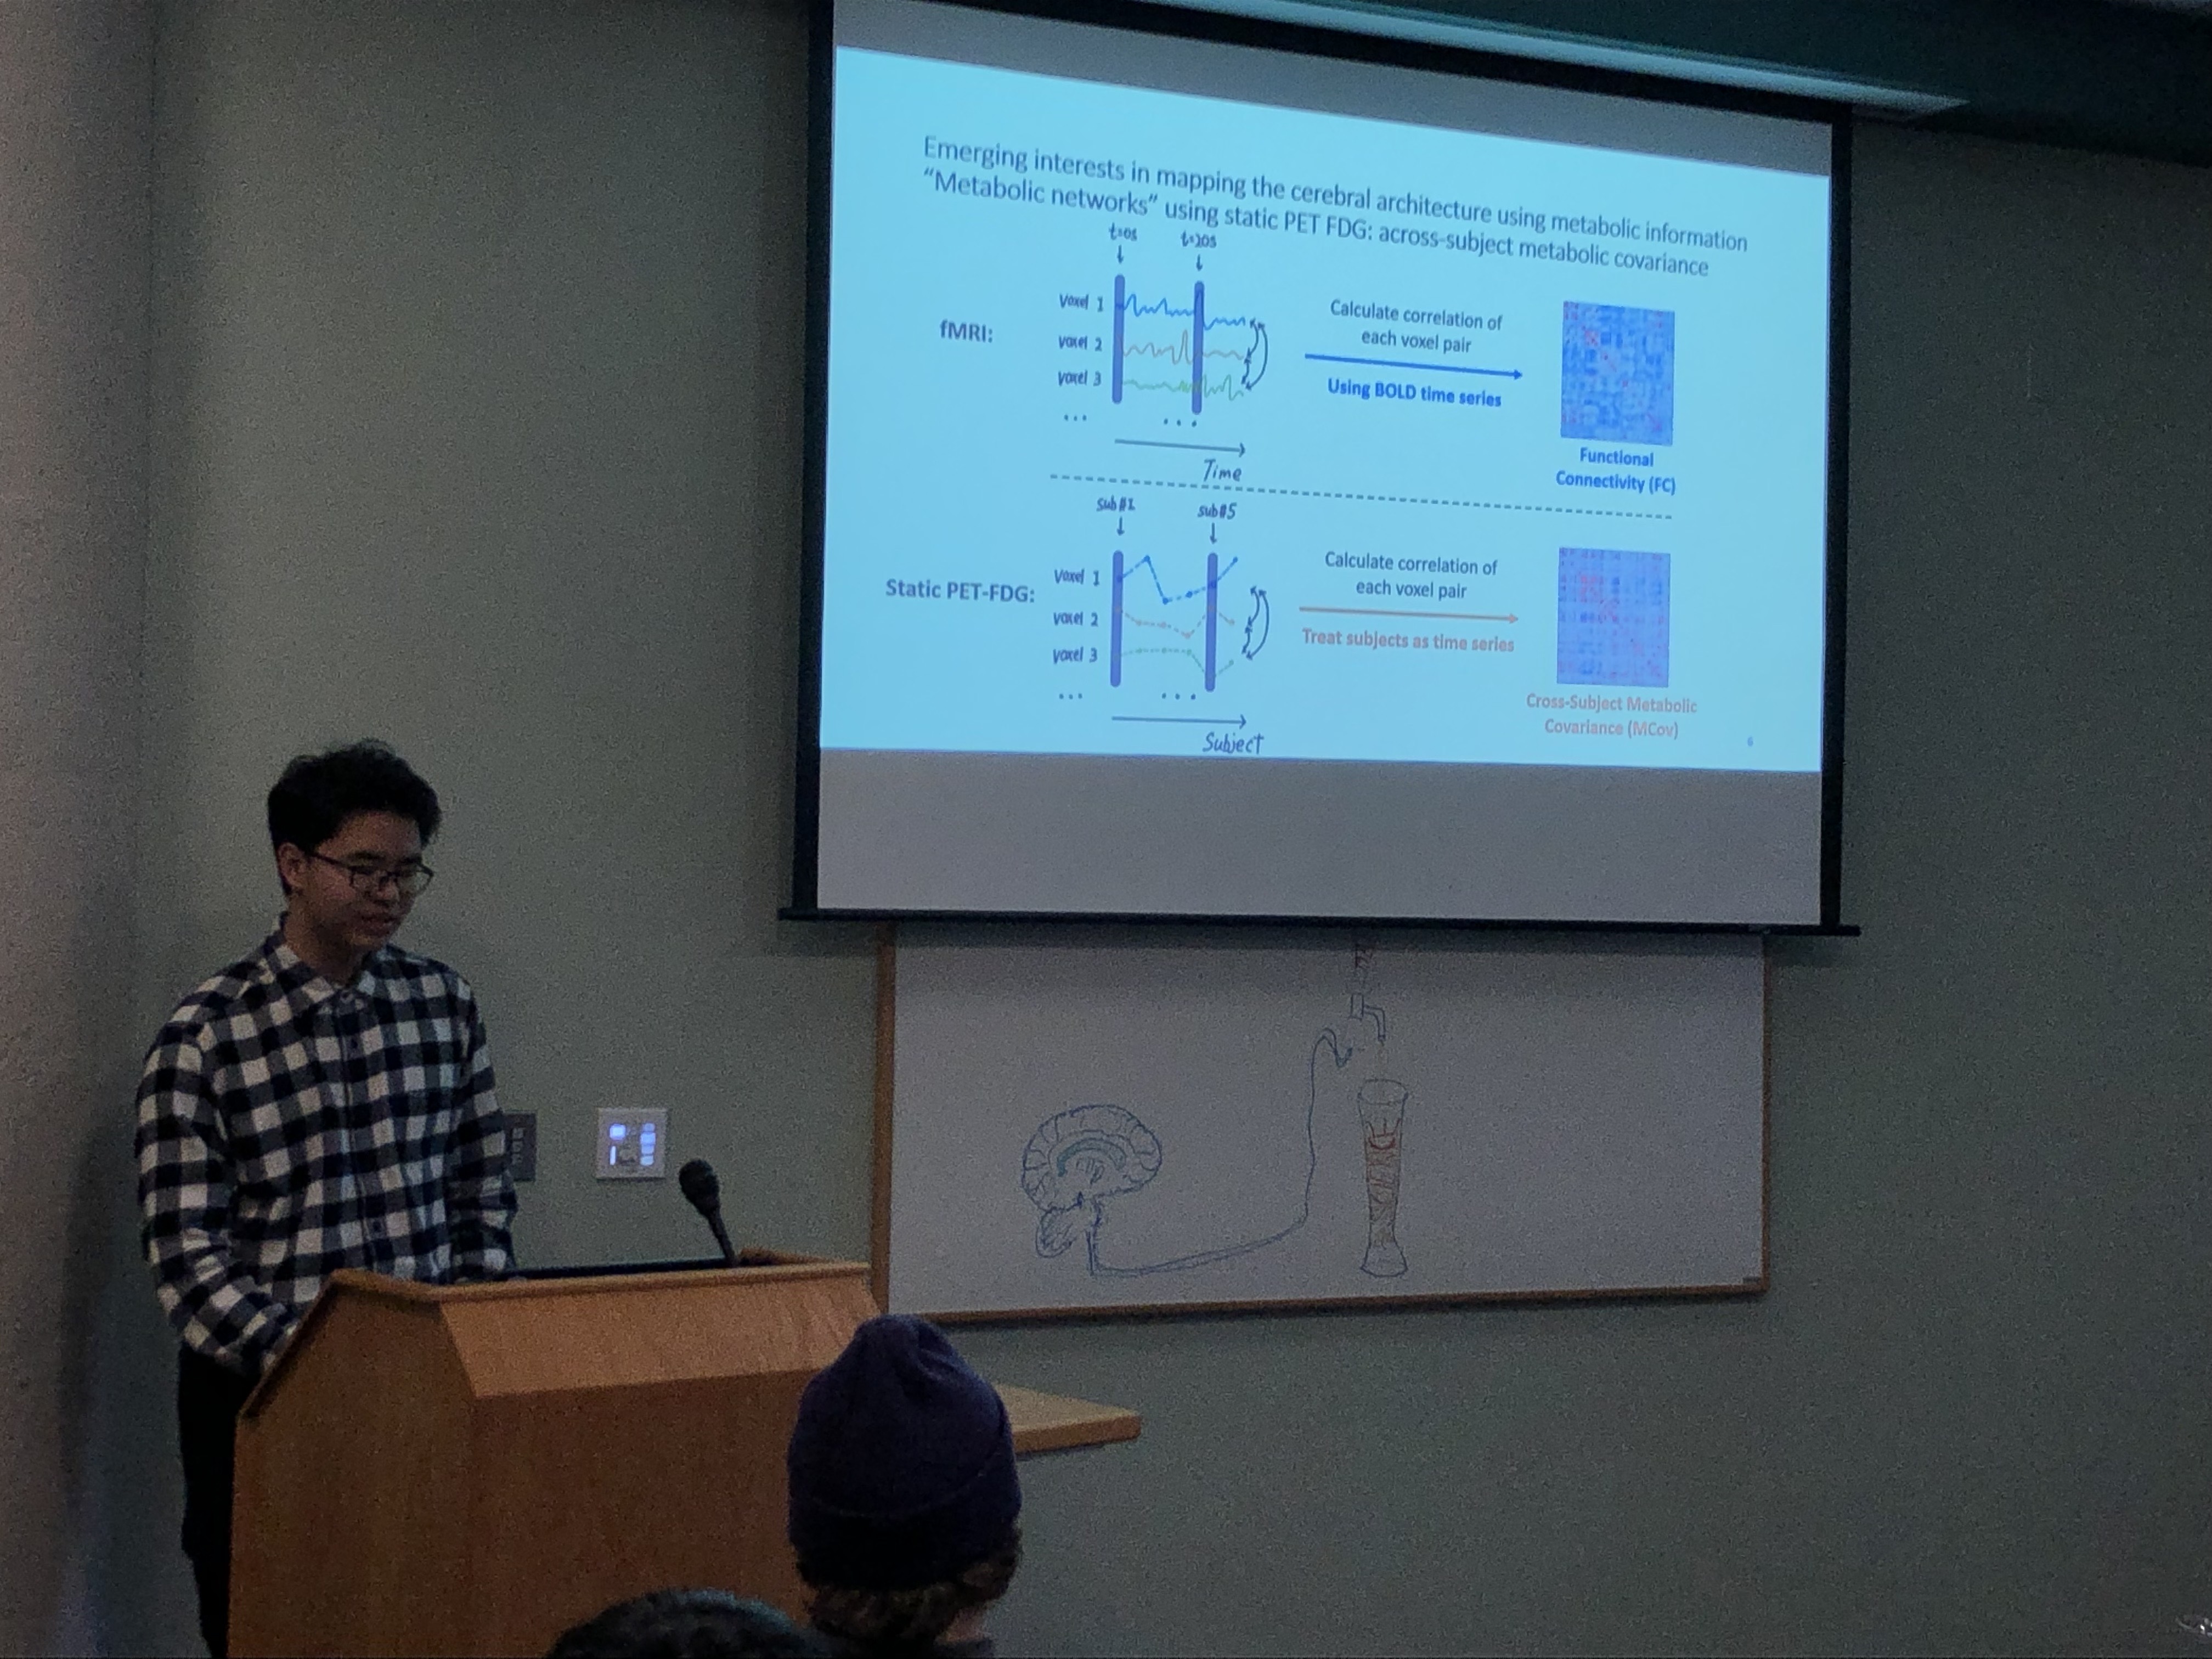 Emerging interests in mapping the cerebral architecture using metabolic information
“Metabolic networks” using static PET FDG: across-subject metabolic covariance
fMRI:
t=0s
t=20s
Voxel 1
voxel 2
voxel 3
...
...
Time
Calculate correlation of
each voxel pair
Using BOLD time series
Functional
Connectivity (FC)
Static PET-FDG:
sub#1
sub#5
Voxel 1
voxel 2
voxel 3
...
...
Subject
Calculate correlation of
each voxel pair
Treat subjects as time series
Cross-Subject Metabolic
Covariance (MCov)
6